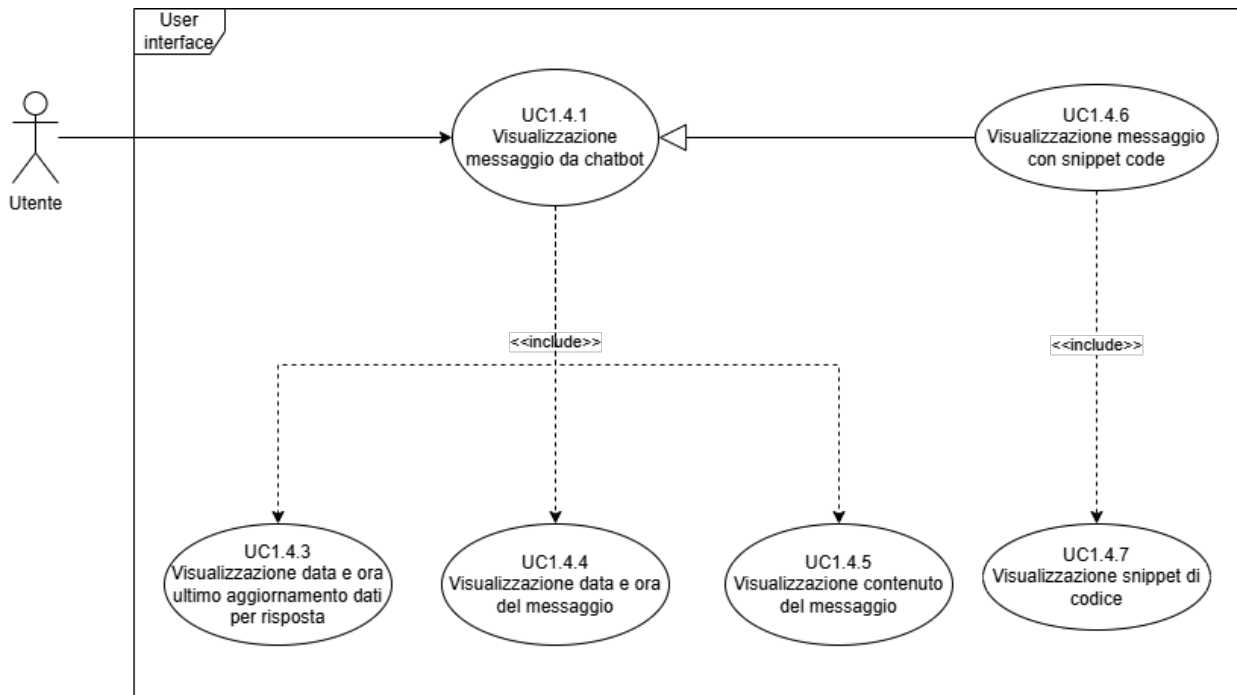 User
interface
UC1.4.1
Visualizzazione
messaggio da chatbot
UC1.4.6
Visualizzazione messaggio
con snippet code
Utente
<<include>>
<<include>>
UC1.4.3
Visualizzazione data e ora
ultimo aggiornamento dati
per risposta
UC1.4.4
Visualizzazione data e ora
del messaggio
UC1.4.5
Visualizzazione contenuto
del messaggio
UC1.4.7
Visualizzazione snippet di
codice